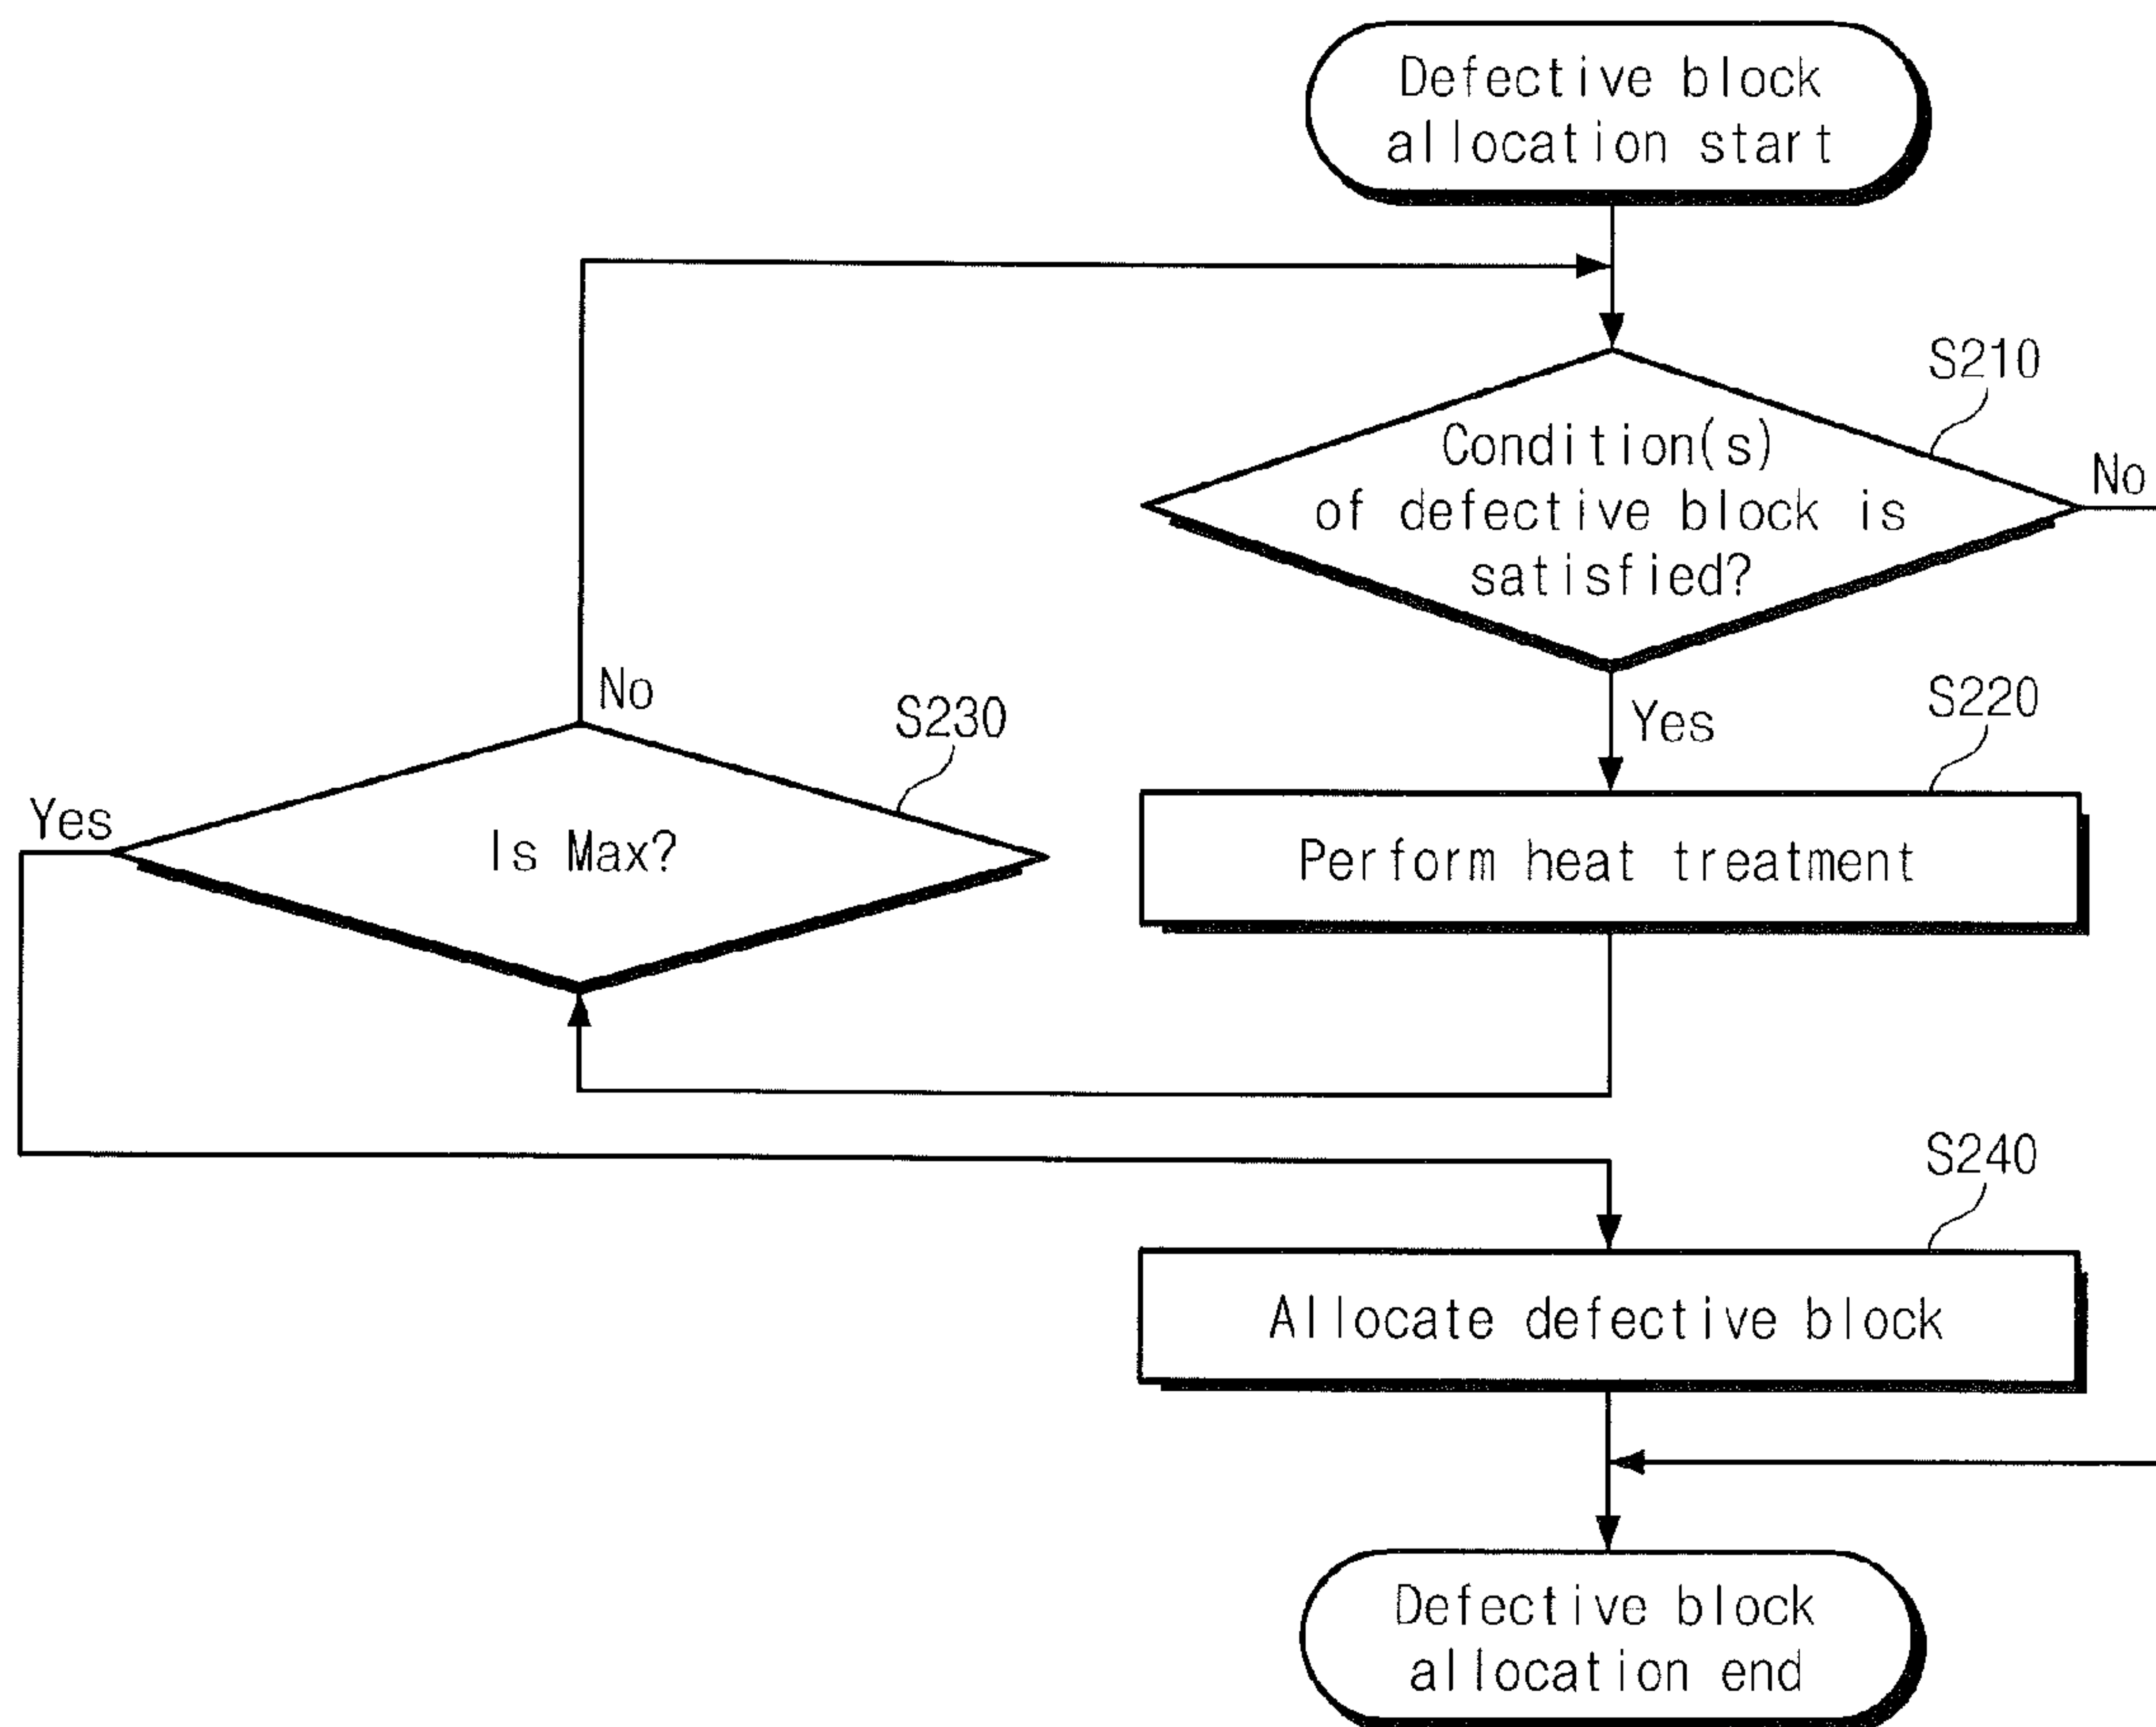 Defective block
allocation start
S210
Condition(s)
of defective block is
satisfied?
No
Yes
S220
Perform heat treatment
No
S230
Yes
Is Max?
S240
Allocate defective block
Defective block
allocation end